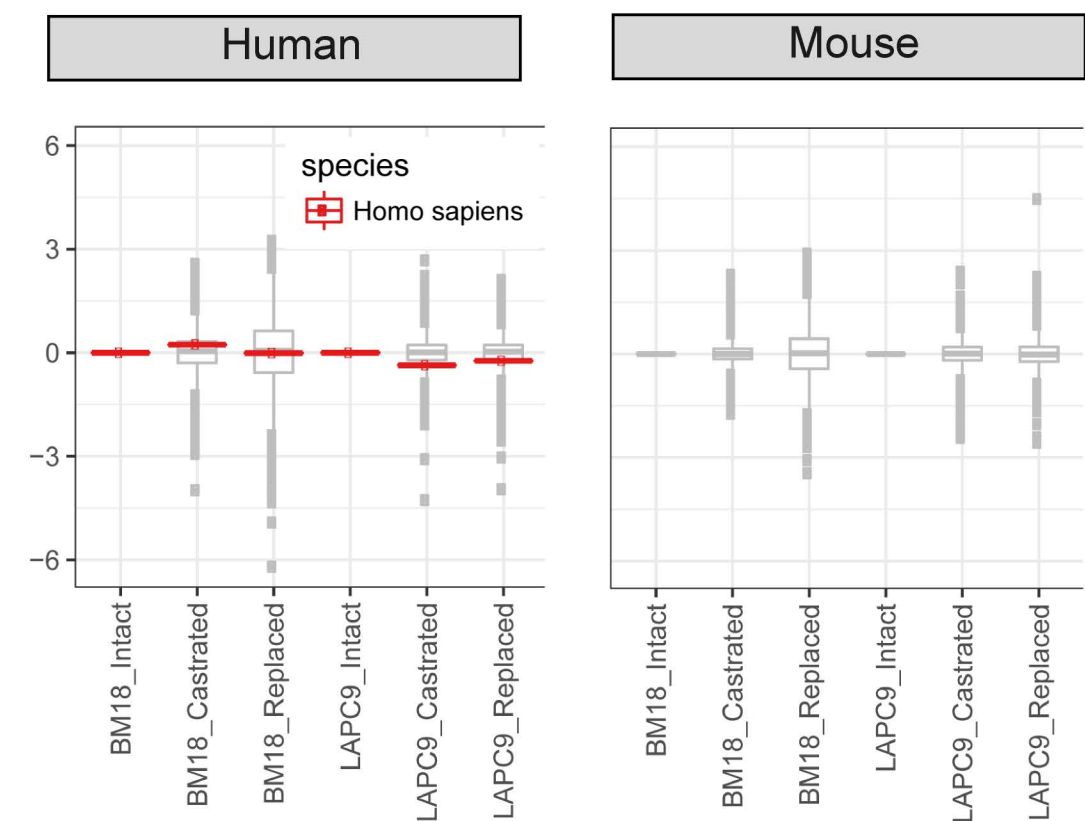 Human
Mouse
6
3
0
−3
−6
species
Homo sapiens
BM18_Intact
BM18_Castrated
BM18_Replaced
LAPC9_Intact
LAPC9_Castrated
LAPC9_Replaced
BM18_Intact
BM18_Castrated
BM18_Replaced
LAPC9_Intact
LAPC9_Castrated
LAPC9_Replaced